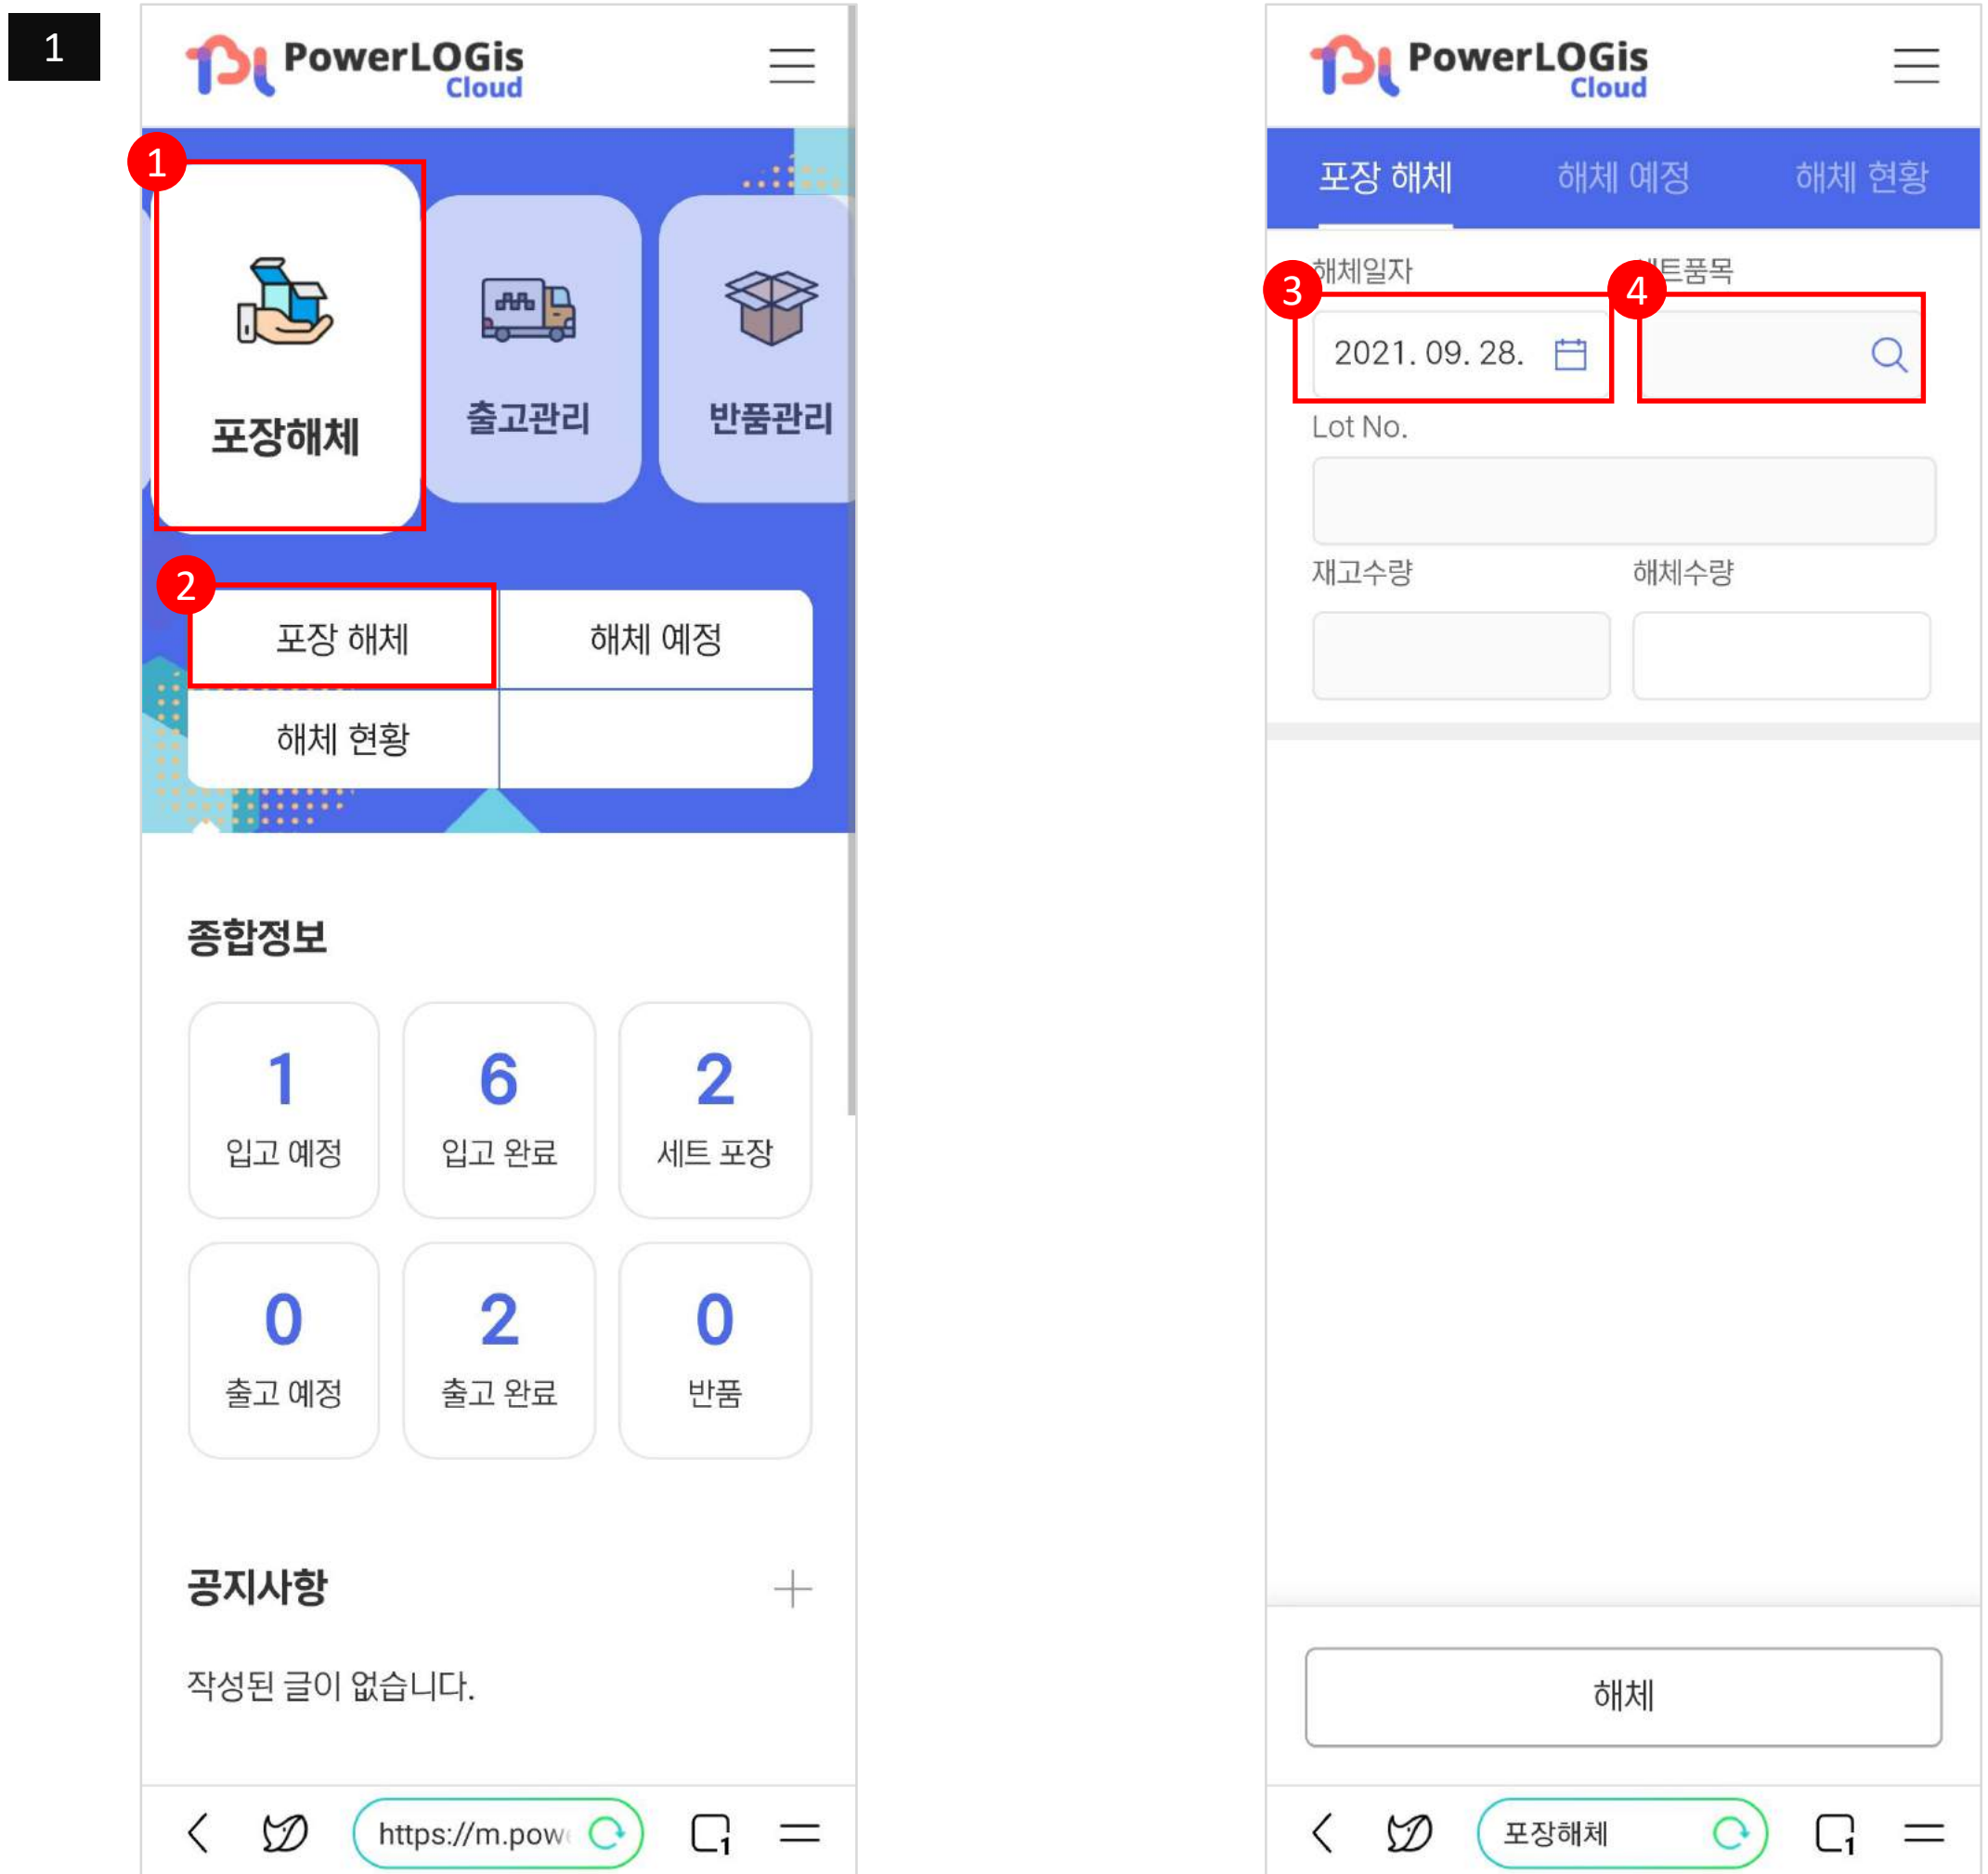 1
PowerLOGis
Cloud
1
포장해체
출고관리
반품관리
2
포장 해체
해체 예정
해체 현황
종합정보
1
입고 예정
6
입고 완료
2
세트 포장
0
출고 예정
2
출고 완료
0
반품
공지사항
작성된 글이 없습니다.
https://m.pow
1
PowerLOGis
Cloud
포장 해체
해체 예정
해체 현황
3
해체일자
4
트품목
2021. 09. 28.
Lot No.
재고수량
해체수량
해체
포장해체
1